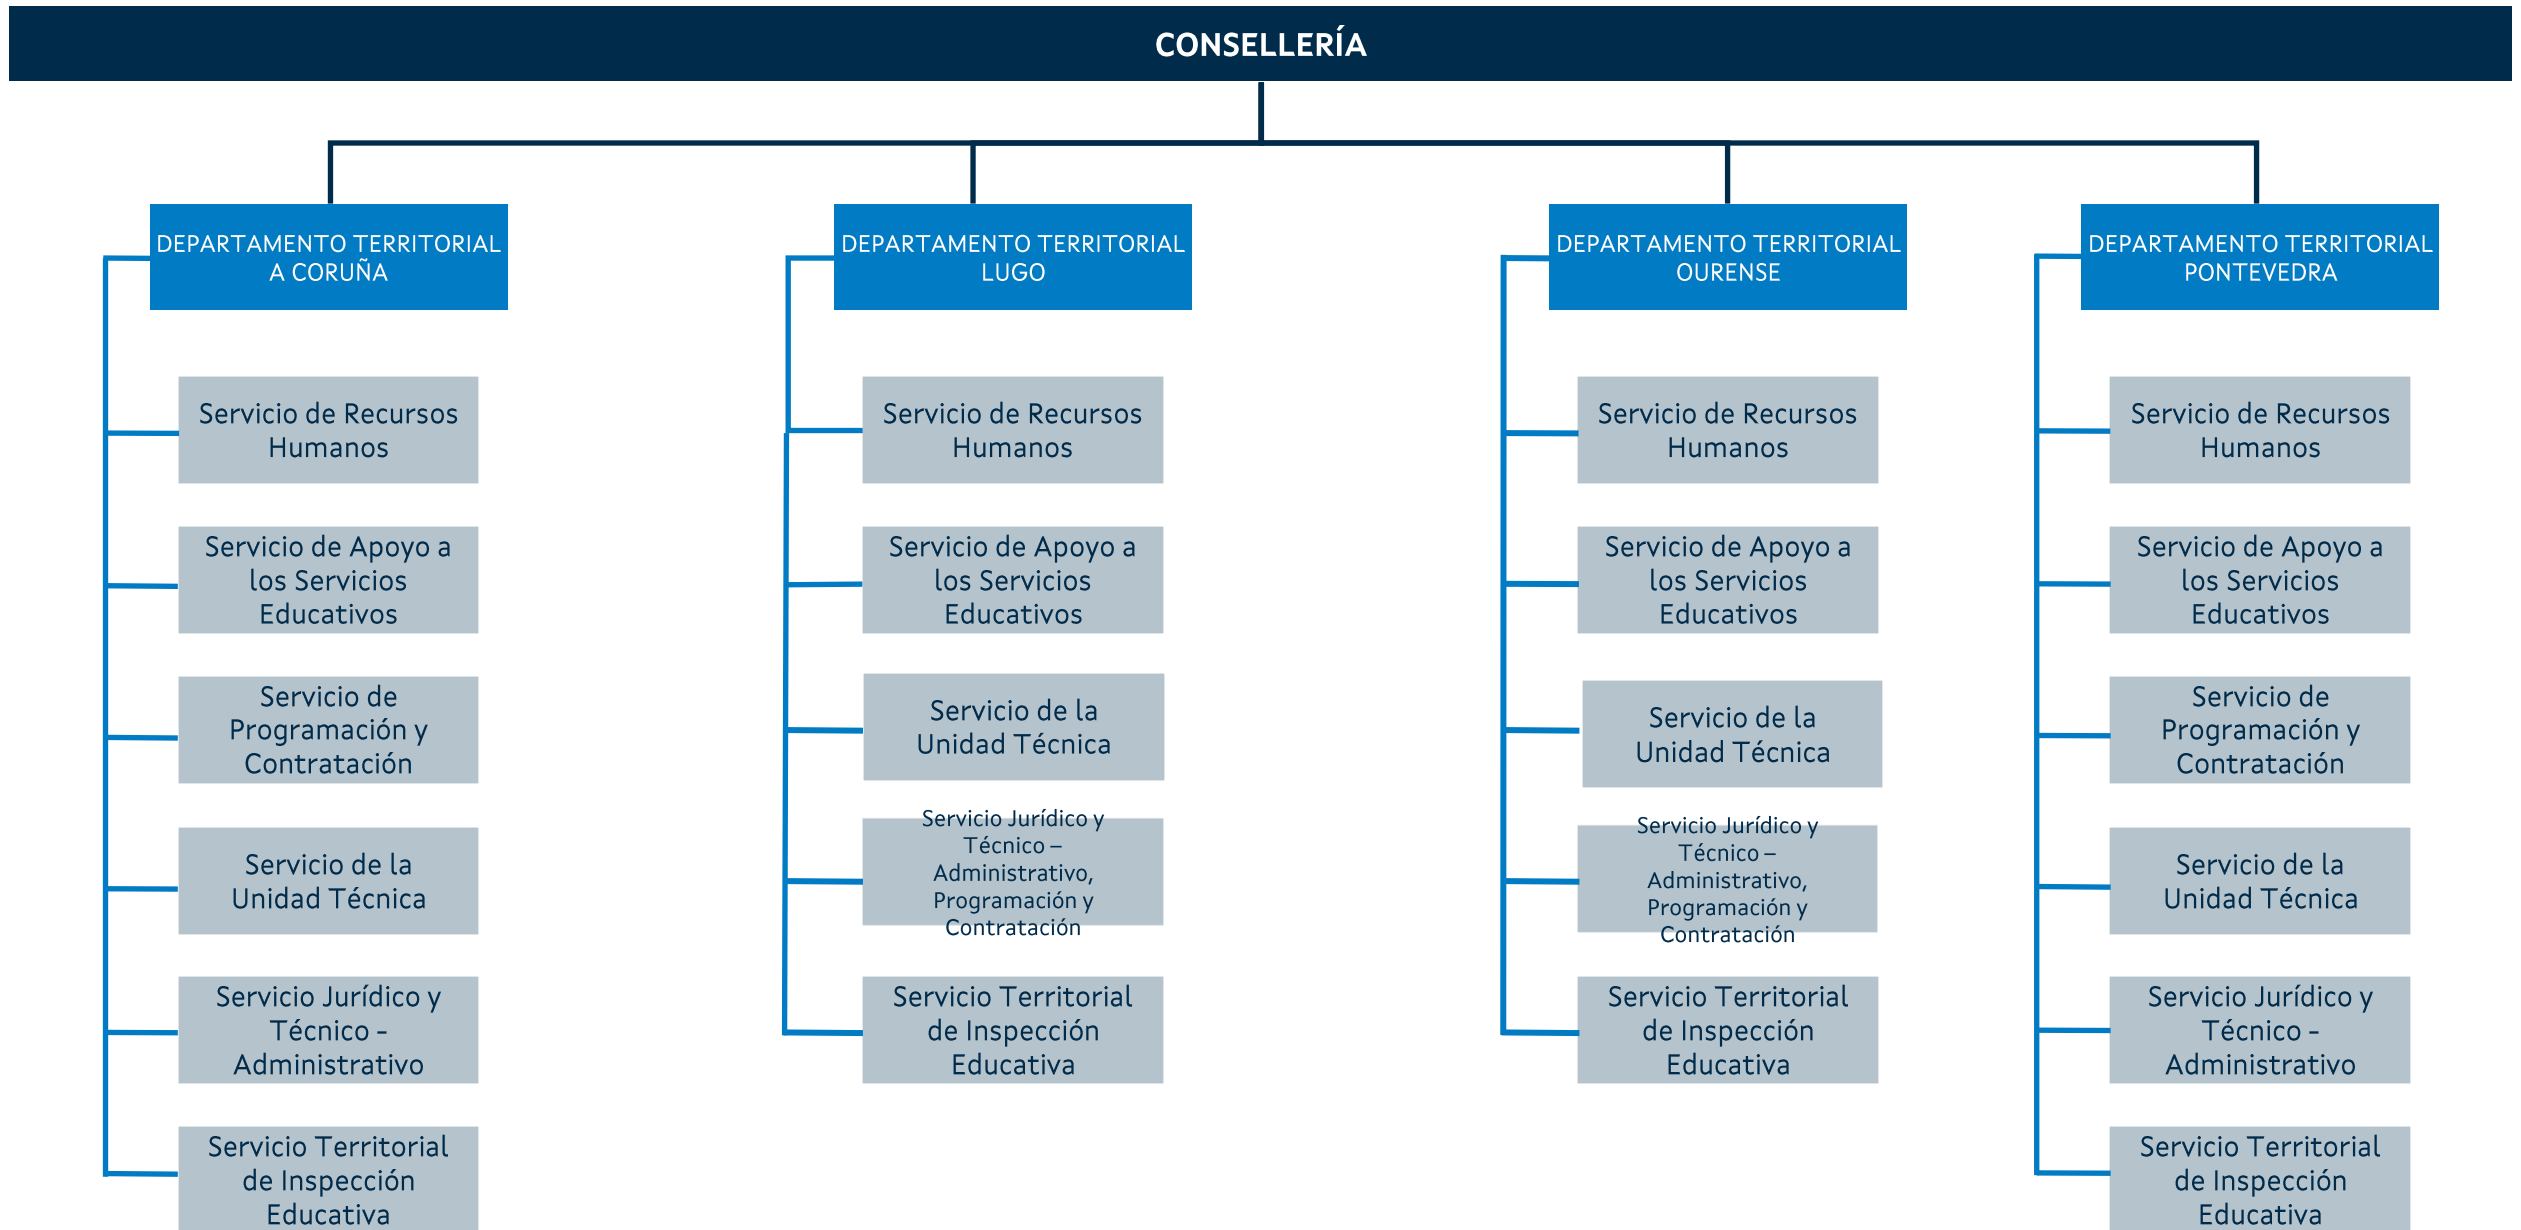 CONSELLERÍA
DEPARTAMENTO TERRITORIAL
A CORUÑA
Servicio de Recursos
Humanos
Servicio de Apoyo a
los Servicios
Educativos
Servicio de
Programación y
Contratación
Servicio de la
Unidad Técnica
Servicio Jurídico y
Técnico -
Administrativo
Servicio Territorial
de Inspección
Educativa
DEPARTAMENTO TERRITORIAL
LUGO
Servicio de Recursos
Humanos
Servicio de Apoyo a
los Servicios
Educativos
Servicio de la
Unidad Técnica
Servicio Jurídico y
Técnico –
Administrativo,
Programación y
Contratación
Servicio Territorial
de Inspección
Educativa
DEPARTAMENTO TERRITORIAL
OURENSE
Servicio de Recursos
Humanos
Servicio de Apoyo a
los Servicios
Educativos
Servicio de la
Unidad Técnica
Servicio Jurídico y
Técnico –
Administrativo,
Programación y
Contratación
Servicio Territorial
de Inspección
Educativa
DEPARTAMENTO TERRITORIAL
PONTEVEDRA
Servicio de Recursos
Humanos
Servicio de Apoyo a
los Servicios
Educativos
Servicio de
Programación y
Contratación
Servicio de la
Unidad Técnica
Servicio Jurídico y
Técnico -
Administrativo
Servicio Territorial
de Inspección
Educativa